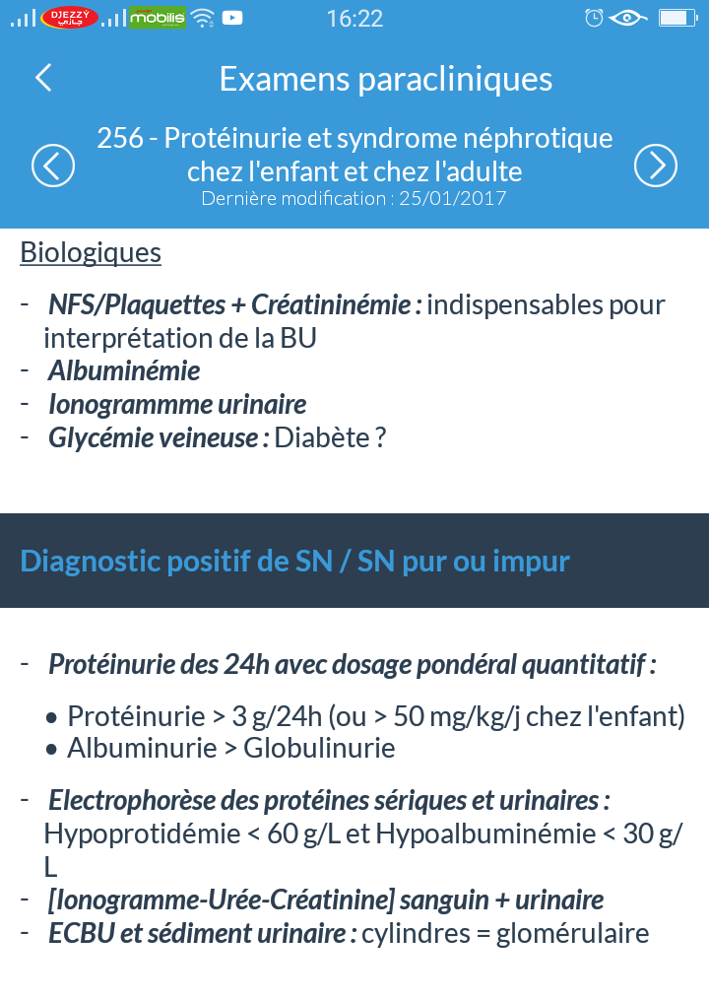 DJEZZY
جازي
mobilis
16:22
Examens paracliniques
256 - Protéinurie et syndrome néphrotique
chez l'enfant et chez l'adulte
Dernière modification : 25/01/2017
Biologiques
- NFS/Plaquettes + Créatininémie : indispensables pour
interprétation de la BU
- Albuminémie
- Ionogrammme urinaire
- Glycémie veineuse : Diabète ?
Diagnostic positif de SN / SN pur ou impur
- Protéinurie des 24h avec dosage pondéral quantitatif :
• Protéinurie > 3 g/24h (ou > 50 mg/kg/j chez l'enfant)
• Albuminurie > Globulinurie
- Electrophorèse des protéines sériques et urinaires :
Hypoprotidémie < 60 g/L et Hypoalbuminémie < 30 g/
L
- [Ionogramme-Urée-Créatinine] sanguin + urinaire
- ECBU et sédiment urinaire : cylindres = glomérulaire